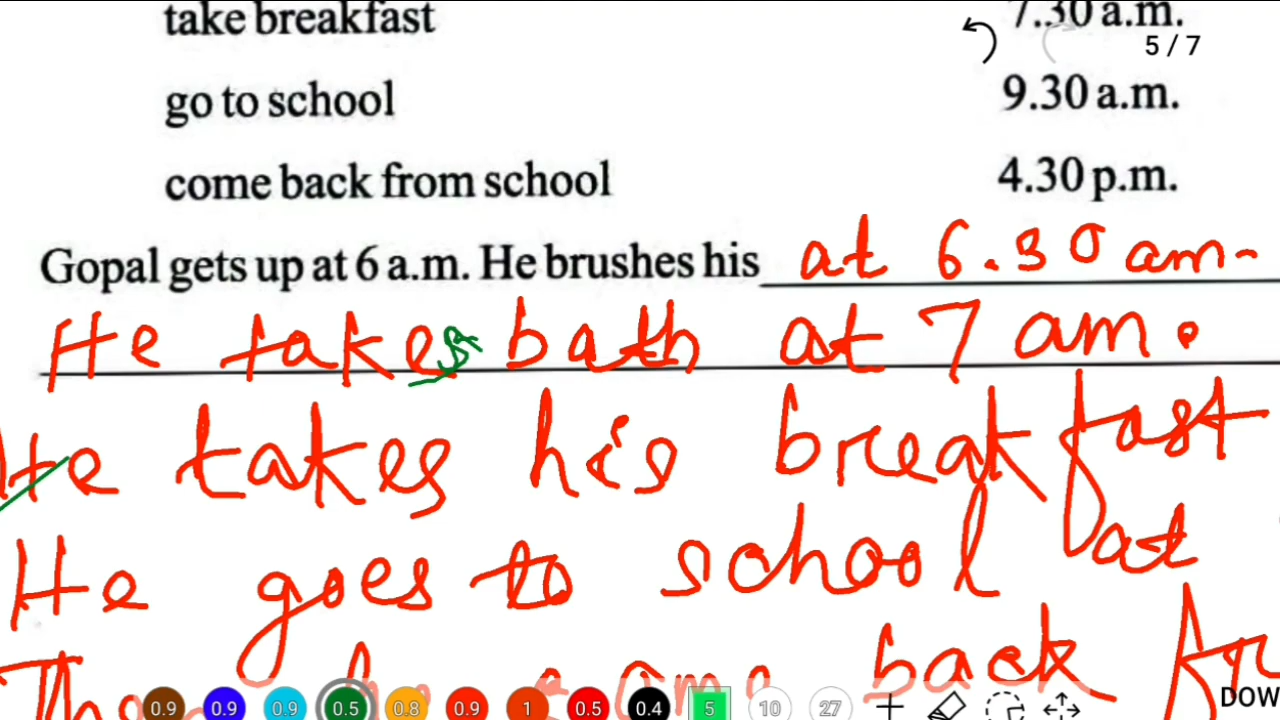 take breakfast 7.30 a.m.
5 / 7
go to school 9.30 a.m.
come back from school 4.30 p.m.
Gopal gets up at 6 a.m. He brushes his at 6.30 am.
He takes bath at 7 am.
He takes his breakfast
He goes to school at
back
0.9 0.9 0.9 0.5 0.8 0.9 1 0.5 0.4 5 10 27 DOW